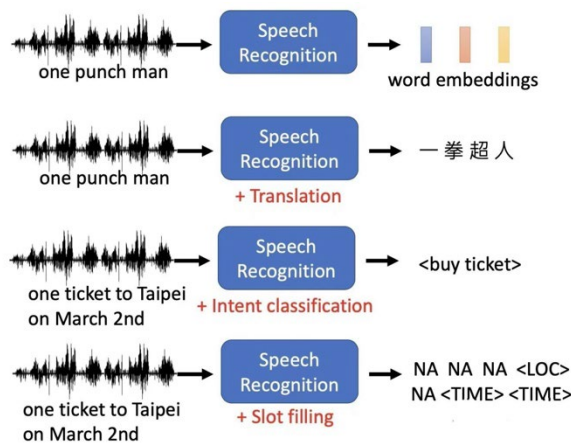 Speech
Recognition
one punch man
word embeddings
Speech
Recognition
一 拳 超 人
one punch man
+ Translation
Speech
Recognition
<buy ticket>
one ticket to Taipei
on March 2nd
+ Intent classification
Speech
Recognition
NA NA NA <LOC>
NA <TIME> <TIME>
one ticket to Taipei
on March 2nd
+ Slot filling